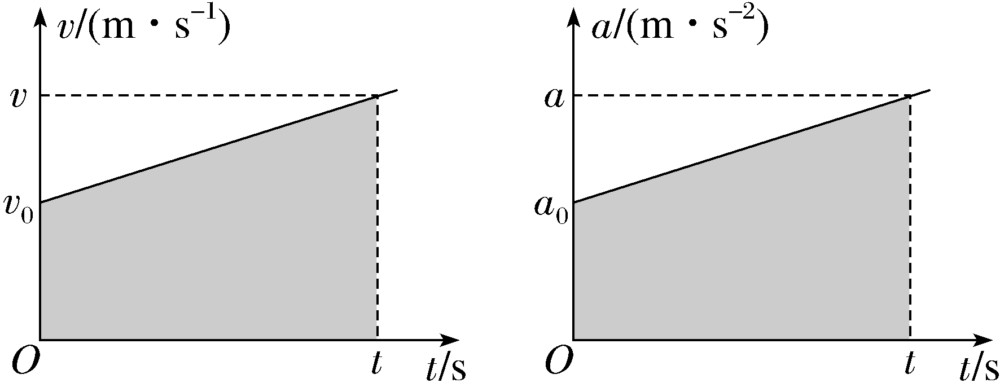 v/(m·s⁻¹)
v
v₀
O
t
t/s
a/(m·s⁻²)
a
a₀
O
t
t/s